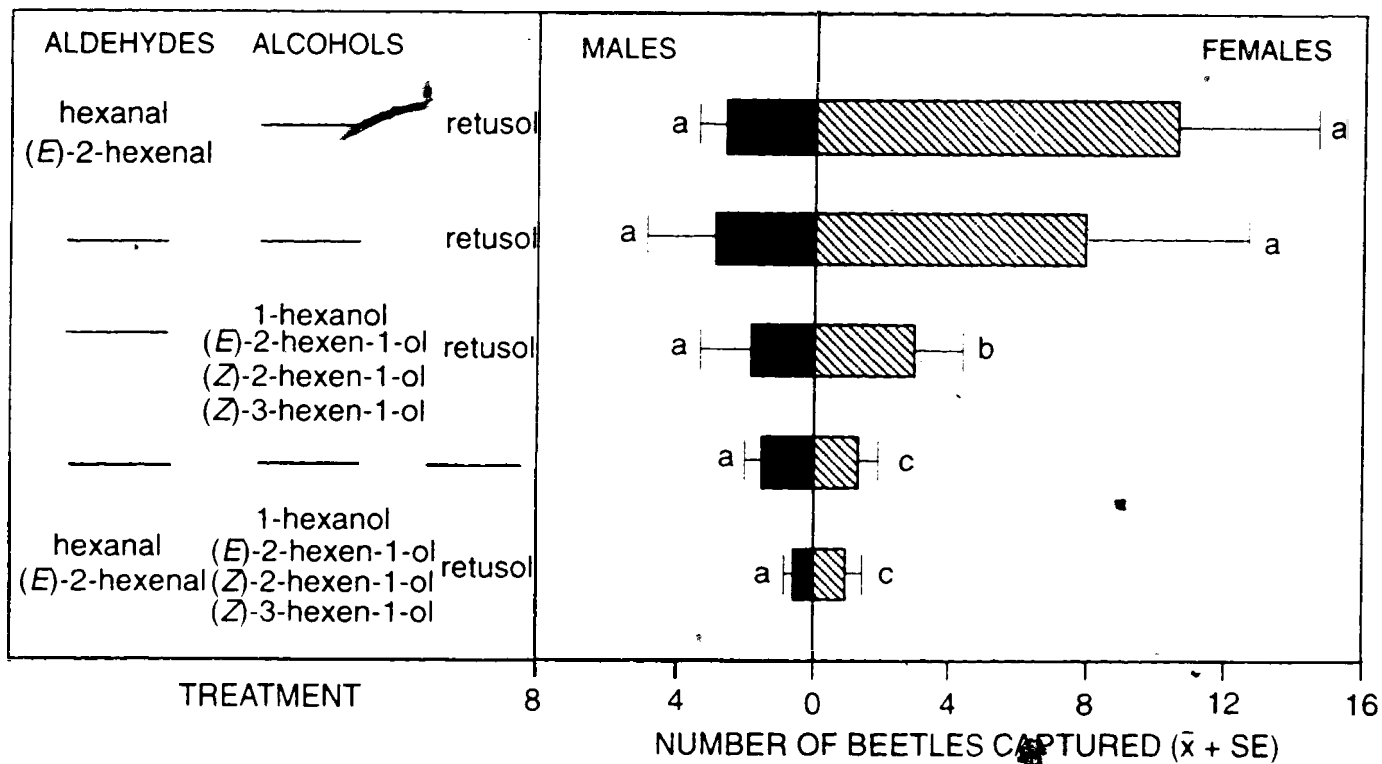 ALDEHYDES ALCOHOLS MALES FEMALES
hexanal
(E)-2-hexenal
retusol
a a
retusol
a a
1-hexanol
(E)-2-hexen-1-ol
(Z)-2-hexen-1-ol
(Z)-3-hexen-1-ol
retusol
a b
a c
hexanal
(E)-2-hexenal
1-hexanol
(E)-2-hexen-1-ol
(Z)-2-hexen-1-ol
(Z)-3-hexen-1-ol
retusol
a c
TREATMENT
8 4 0 4 8 12 16
NUMBER OF BEETLES CAPTURED (x̄ + SE)